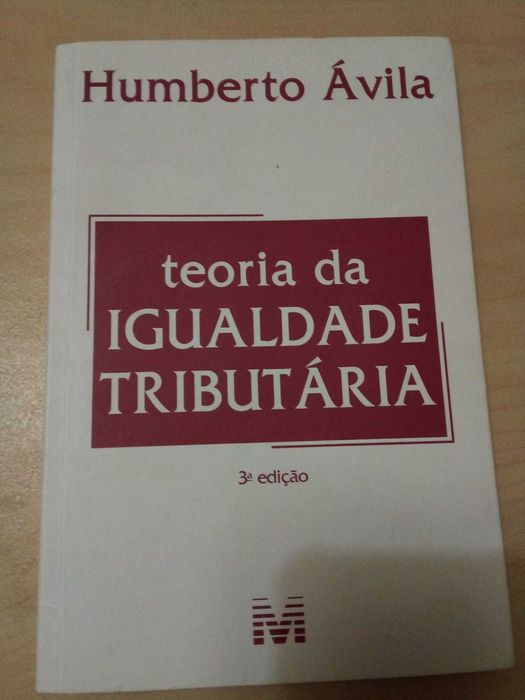 Humberto Ávila
teoria da
IGUALDADE
TRIBUTÁRIA
3ª edição
M